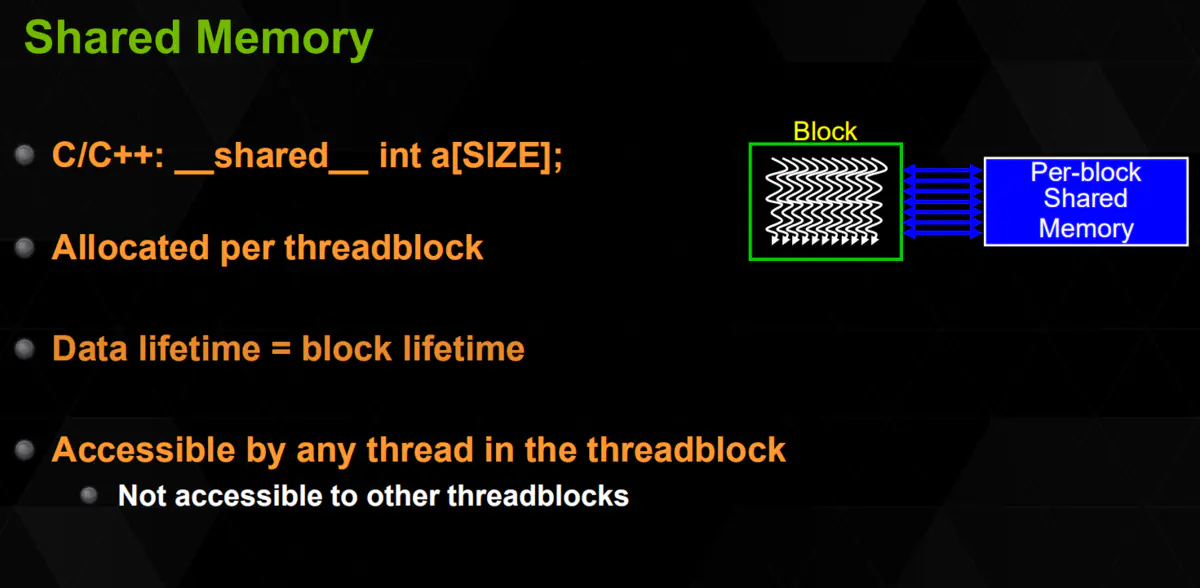 Shared Memory
C/C++: __shared__ int a[SIZE];
Allocated per threadblock
Data lifetime = block lifetime
Accessible by any thread in the threadblock
Not accessible to other threadblocks
Block
Per-block
Shared
Memory